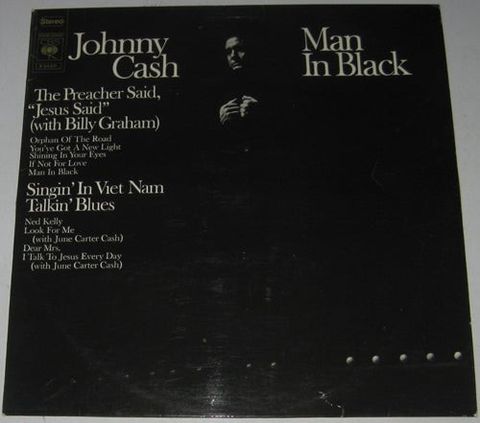 Stereo
CBS
Johnny
Cash
Man
In Black
The Preacher Said,
"Jesus Said"
(with Billy Graham)
Orphan Of The Road
You've Got A New Light
Shining In Your Eyes
If Not For Love
Man In Black
Singin' In Viet Nam
Talkin' Blues
Ned Kelly
Look For Me
(with June Carter Cash)
Dear Mrs.
I Talk To Jesus Every Day
(with June Carter Cash)